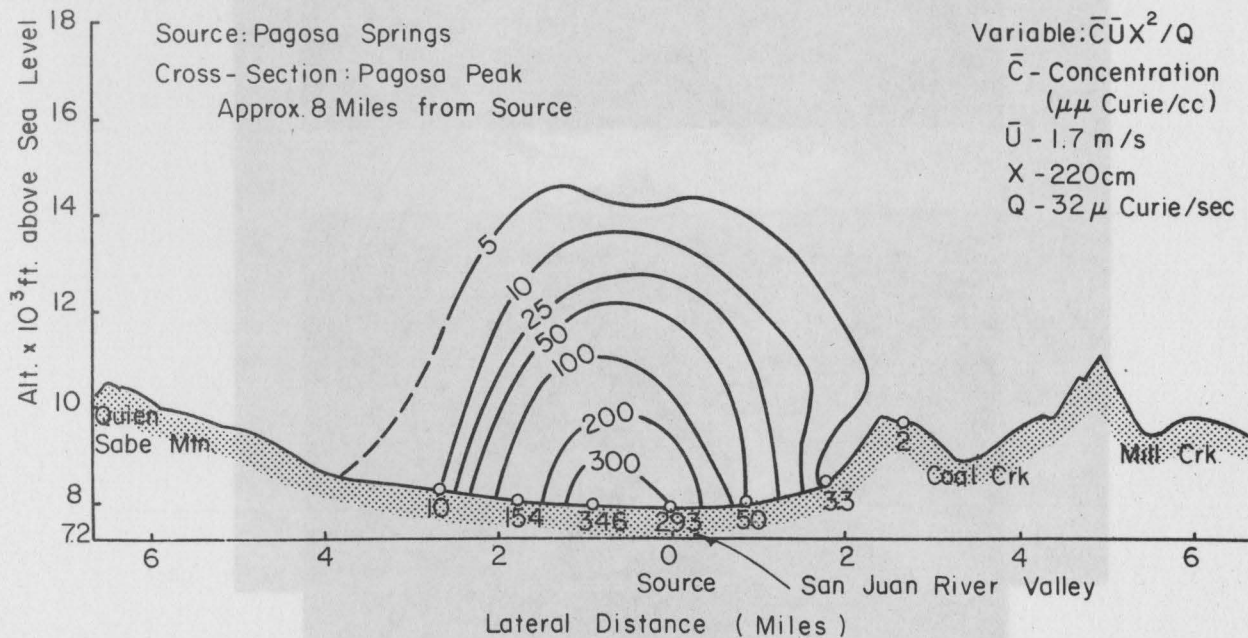 Source: Pagosa Springs
Cross-Section: Pagosa Peak
Approx. 8 Miles from Source
Variable: C̄ŪX²/Q
C̄ - Concentration
(μμ Curie/cc)
Ū - 1.7 m/s
X - 220cm
Q - 32 μ Curie/sec
Alt. x 10³ ft. above Sea Level
18
16
14
12
10
8
72
5
10
25
50
100
200
300
Quien
Sabe Mtn.
Coal Crk
Mill Crk.
10 154 346 293 50 33 2
6 4 2 0 2 4 6
Source
San Juan River Valley
Lateral Distance (Miles)